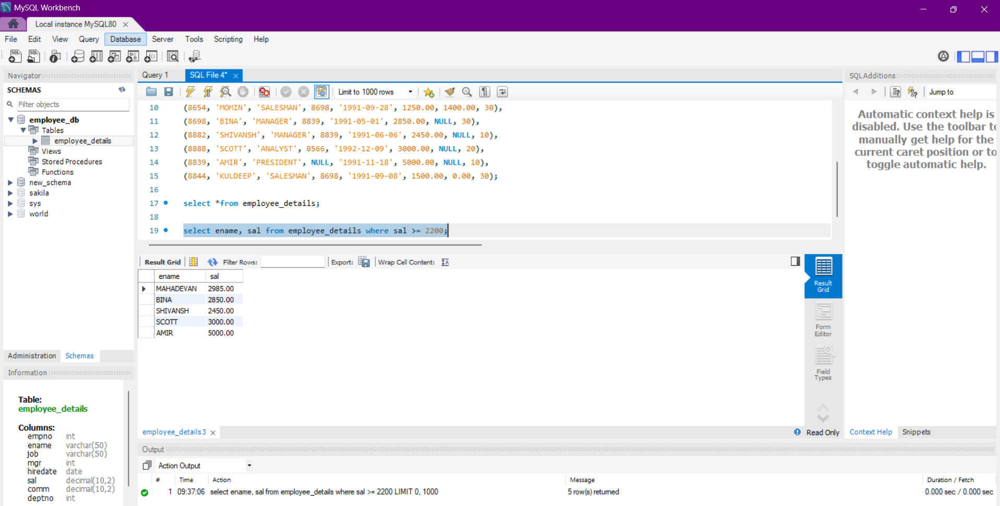 MySQL Workbench
Local instance MySQL80
File Edit View Query Database Server Tools Scripting Help
Navigator
SCHEMAS
Filter objects
employee_db
Tables
employee_details
Views
Stored Procedures
Functions
new_schema
sakila
sys
world
Administration Schemas
Information
Table:
employee_details
Columns:
empno int
ename varchar(50)
job varchar(50)
mgr int
hiredate date
sal decimal(10,2)
comm decimal(10,2)
deptno int
Query 1 SQL File 4*
Limit to 1000 rows
10 (8654, 'MOMIN', 'SALESMAN', 8698, '1991-09-28', 1250.00, 1400.00, 30),
11 (8698, 'BINA', 'MANAGER', 8839, '1991-05-01', 2850.00, NULL, 30),
12 (8882, 'SHIVANSH', 'MANAGER', 8839, '1991-06-06', 2450.00, NULL, 10),
13 (8888, 'SCOTT', 'ANALYST', 8566, '1992-12-09', 3000.00, NULL, 20),
14 (8839, 'AMIR', 'PRESIDENT', NULL, '1991-11-18', 5000.00, NULL, 10),
15 (8844, 'KULDEEP', 'SALESMAN', 8698, '1991-09-08', 1500.00, 0.00, 30);
16
17 select *from employee_details;
18
19 select ename, sal from employee_details where sal >= 2200;
Result Grid Filter Rows: Export: Wrap Cell Content:
ename sal
MAHADEVAN 2985.00
BINA 2850.00
SHIVANSH 2450.00
SCOTT 3000.00
AMIR 5000.00
Result
Grid
Form
Editor
Field
Types
employee_details3 Read Only
Output
Action Output
# Time Action Message Duration / Fetch
1 09:37:06 select ename, sal from employee_details where sal >= 2200 LIMIT 0, 1000 5 row(s) returned 0.000 sec / 0.000 sec
SQLAdditions
Jump to
Automatic context help is
disabled. Use the toolbar to
manually get help for the
current caret position or to
toggle automatic help.
Context Help Snippets